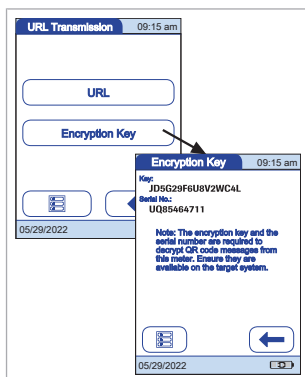 URL Transmission 09:15 am
URL
Encryption Key
05/29/2022
Encryption Key 09:15 am
Key:
JD5G29F6U8V2WC4L
Serial No.:
UQ85464711
Note: The encryption key and the
serial number are required to
decrypt QR code messages from
this meter. Ensure they are
available on the target system.
05/29/2022